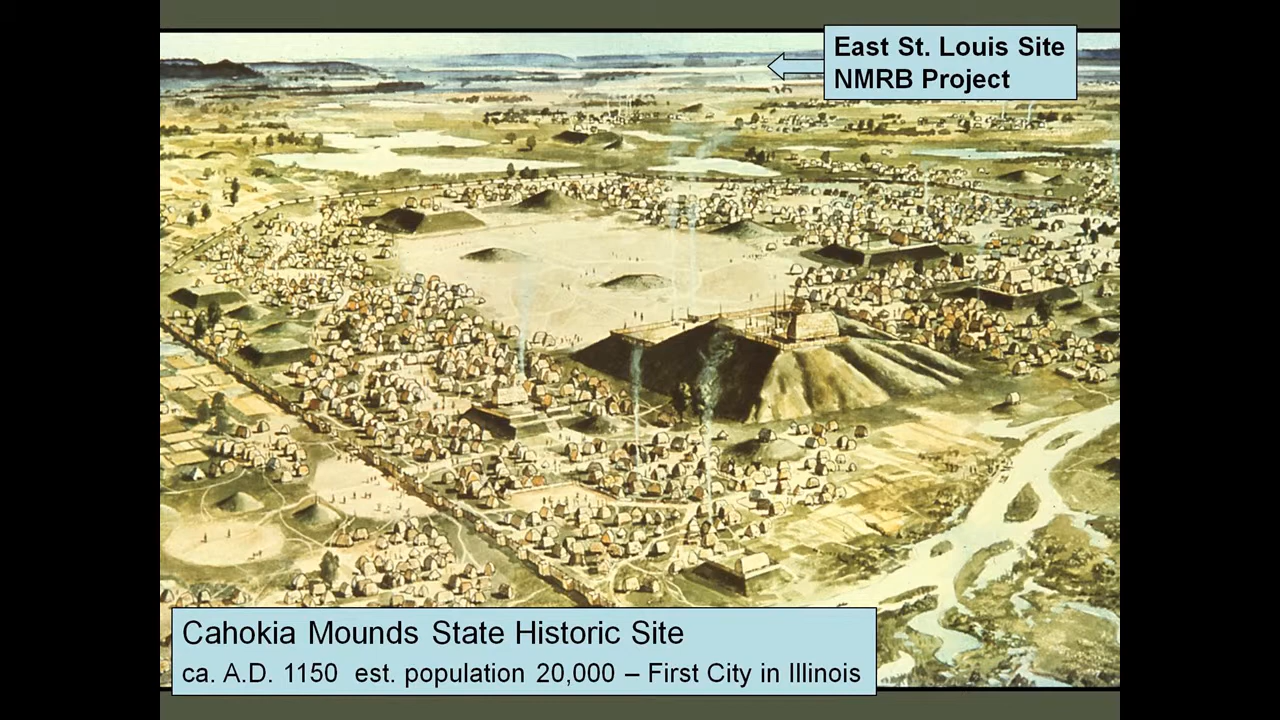 East St. Louis Site
NMRB Project
Cahokia Mounds State Historic Site
ca. A.D. 1150 est. population 20,000 – First City in Illinois